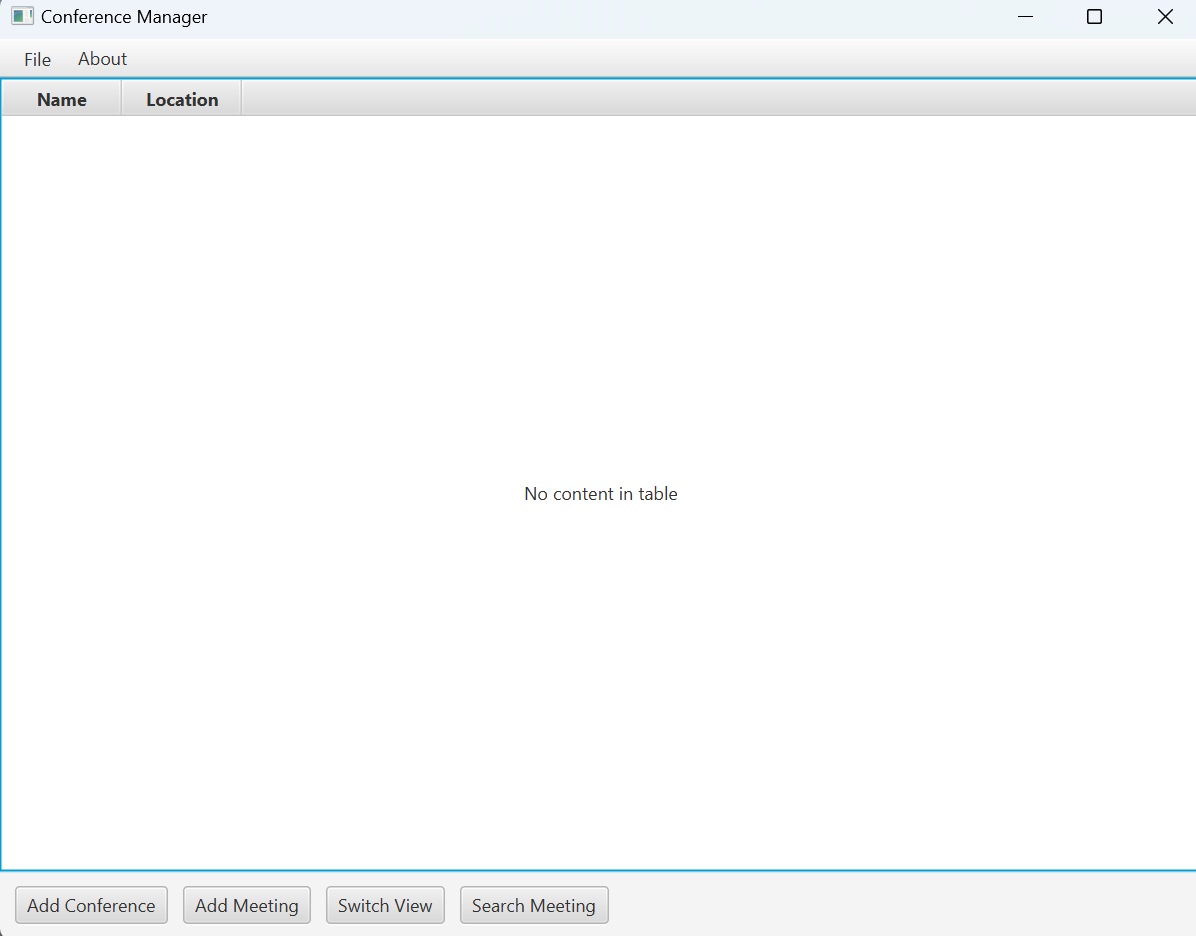 Conference Manager
File About
Name Location
No content in table
Add Conference Add Meeting Switch View Search Meeting